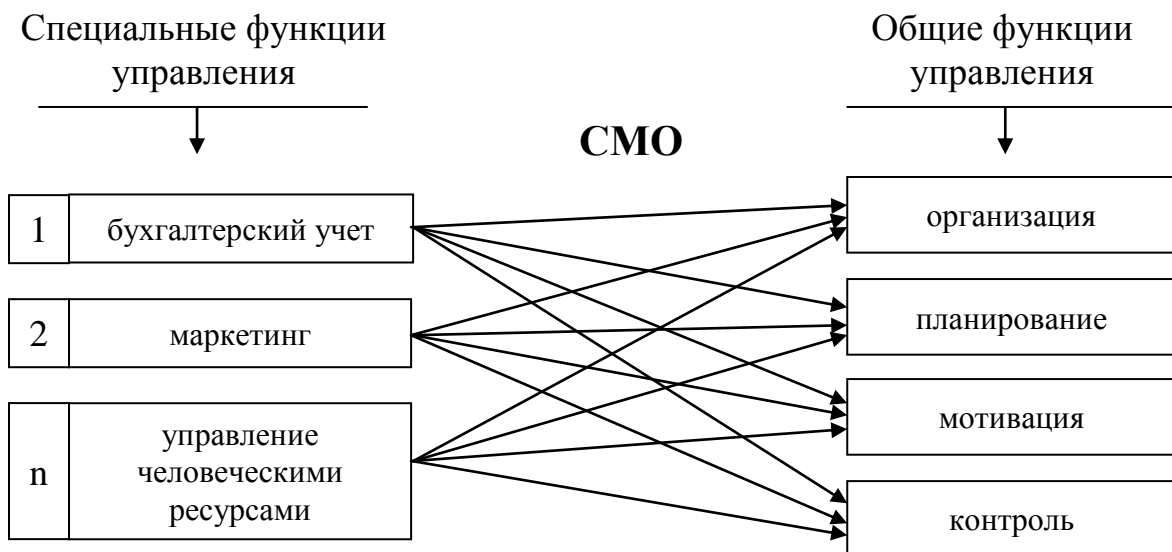 Специальные функции
управления
Общие функции
управления
СМО
1
бухгалтерский учет
2
маркетинг
n
управление
человеческими
ресурсами
организация
планирование
мотивация
контроль